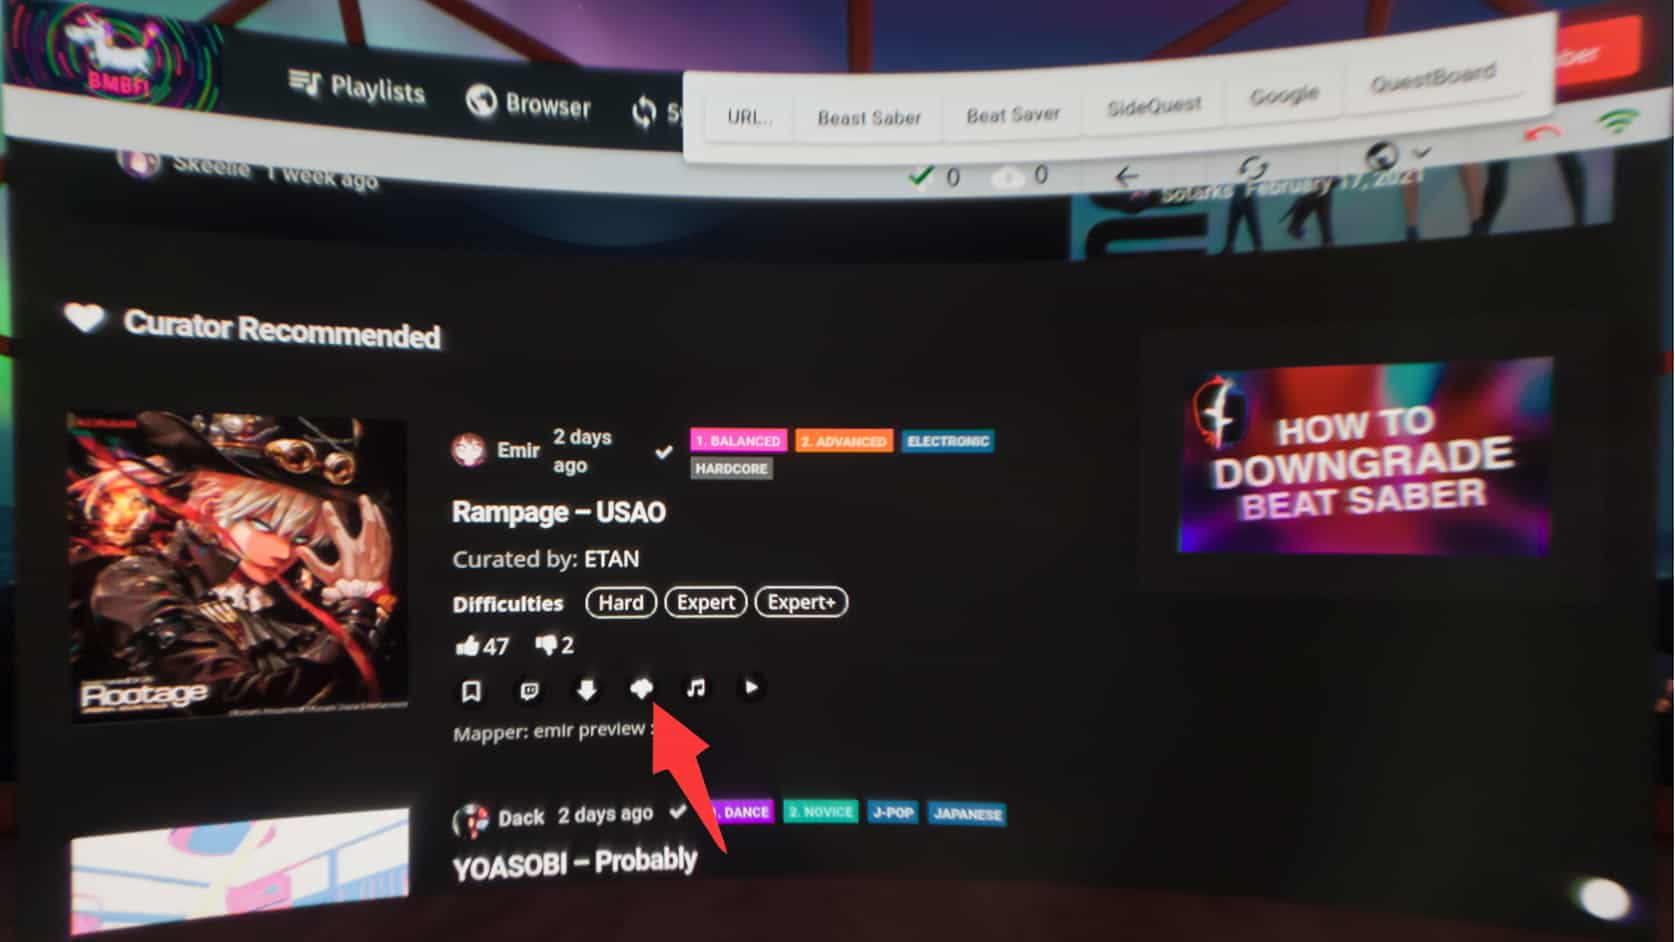 BMBF!
Playlists
Browser
URL...
Beast Saber
Beat Saver
SideQuest
Google
QuestBoard
Skeelie 1 week ago
0
0
Solarks February 17, 2021
Curator Recommended
Emir
2 days
ago
1. BALANCED
2. ADVANCED
ELECTRONIC
HARDCORE
Rampage – USAO
Curated by: ETAN
Difficulties Hard Expert Expert+
47 2
Mapper: emir preview :
Rootage
HOW TO
DOWNGRADE
BEAT SABER
Dack 2 days ago
DANCE
2. NOVICE
J-POP
JAPANESE
YOASOBI – Probably